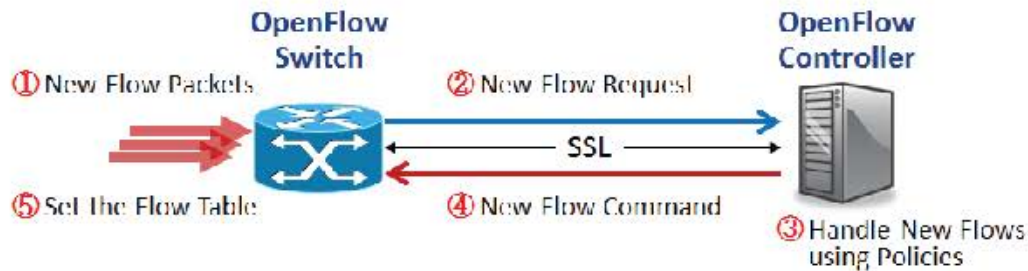 OpenFlow
Switch
OpenFlow
Controller
① New Flow Packets
② New Flow Request
SSL
⑤ Set the Flow Table
④ New Flow Command
③ Handle New Flows
using Policies